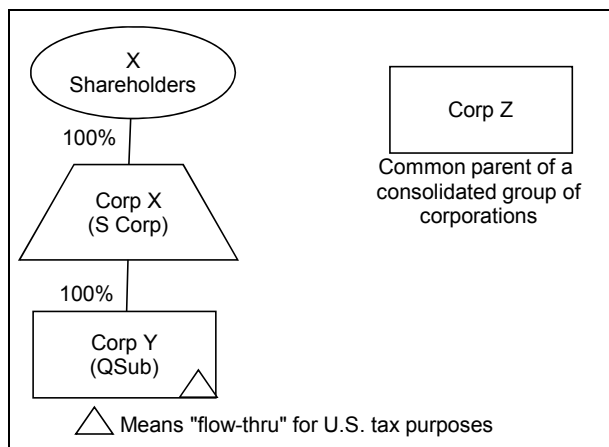 X
Shareholders
100%
Corp X
(S Corp)
100%
Corp Y
(QSub)
Corp Z
Common parent of a
consolidated group of
corporations
Means "flow-thru" for U.S. tax purposes